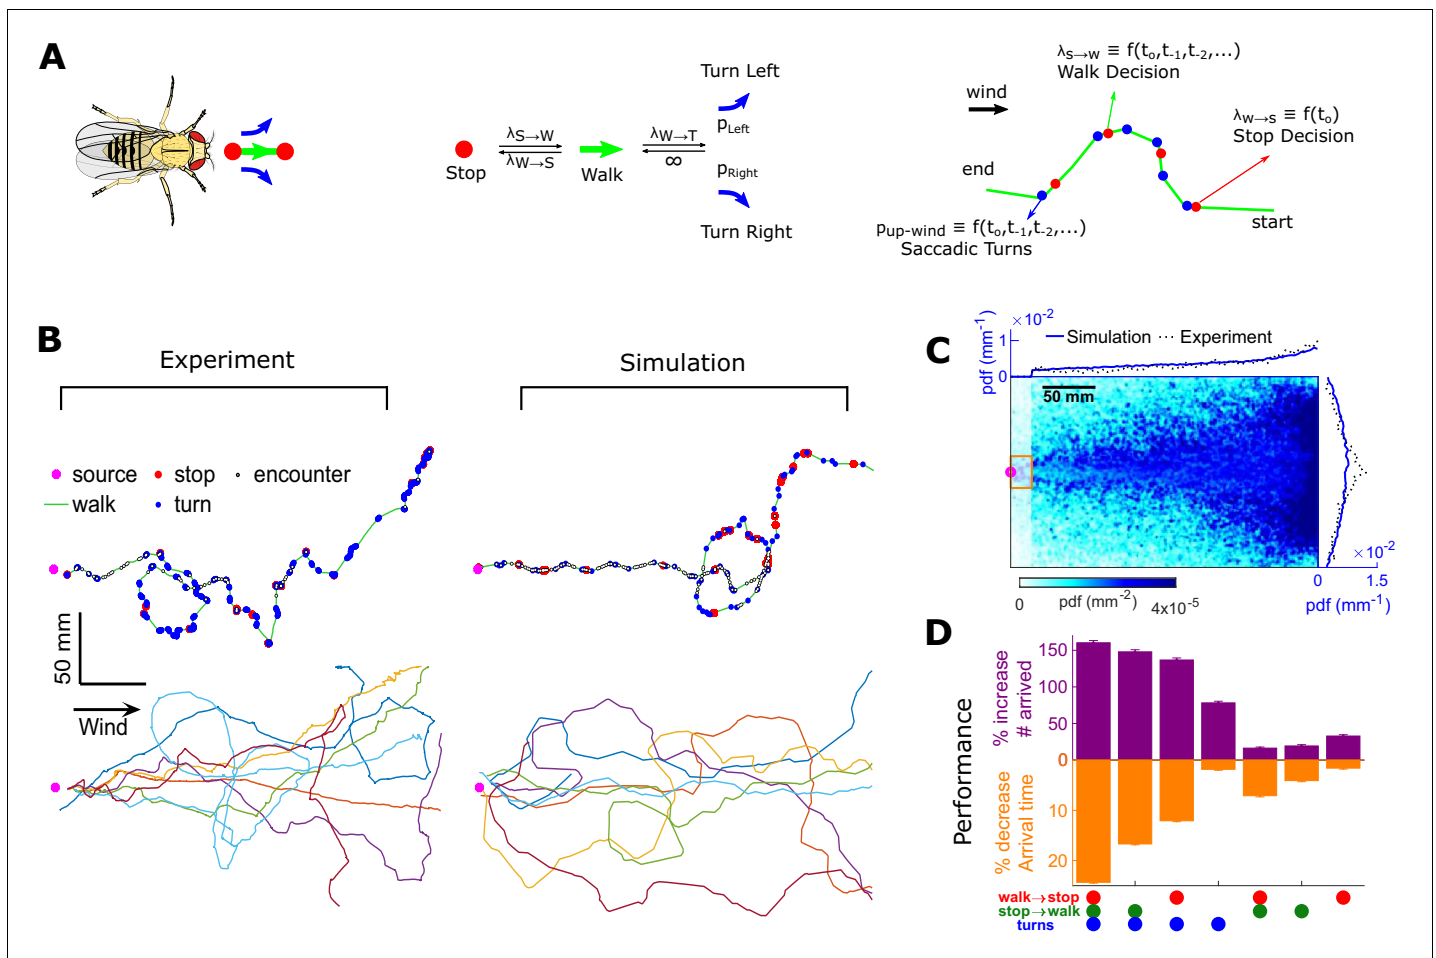 A
Turn Left
λS→W
λW→S
λW→T
∞
pLeft
pRight
Stop
Walk
Turn Right
wind
λS→W ≡ f(to,t-1,t-2,...)
Walk Decision
λW→S ≡ f(to)
Stop Decision
end
start
pup-wind ≡ f(to,t-1,t-2,...)
Saccadic Turns
B
Experiment
Simulation
source
stop
encounter
walk
turn
50 mm
Wind
C
×10-2
Simulation
Experiment
pdf (mm-1)
1
0
50 mm
0
pdf (mm-2)
4x10-5
×10-2
0
1.5
pdf (mm-1)
D
Performance
% increase
# arrived
150
100
50
0
% decrease
Arrival time
10
20
walk→stop
stop→walk
turns